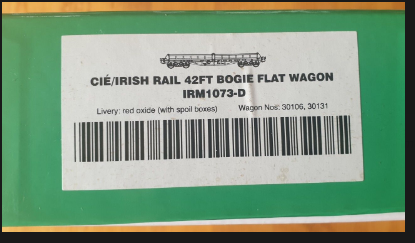 CIÉ/IRISH RAIL 42FT BOGIE FLAT WAGON
IRM1073-D
Livery: red oxide (with spoil boxes) Wagon Nos: 30106, 30131